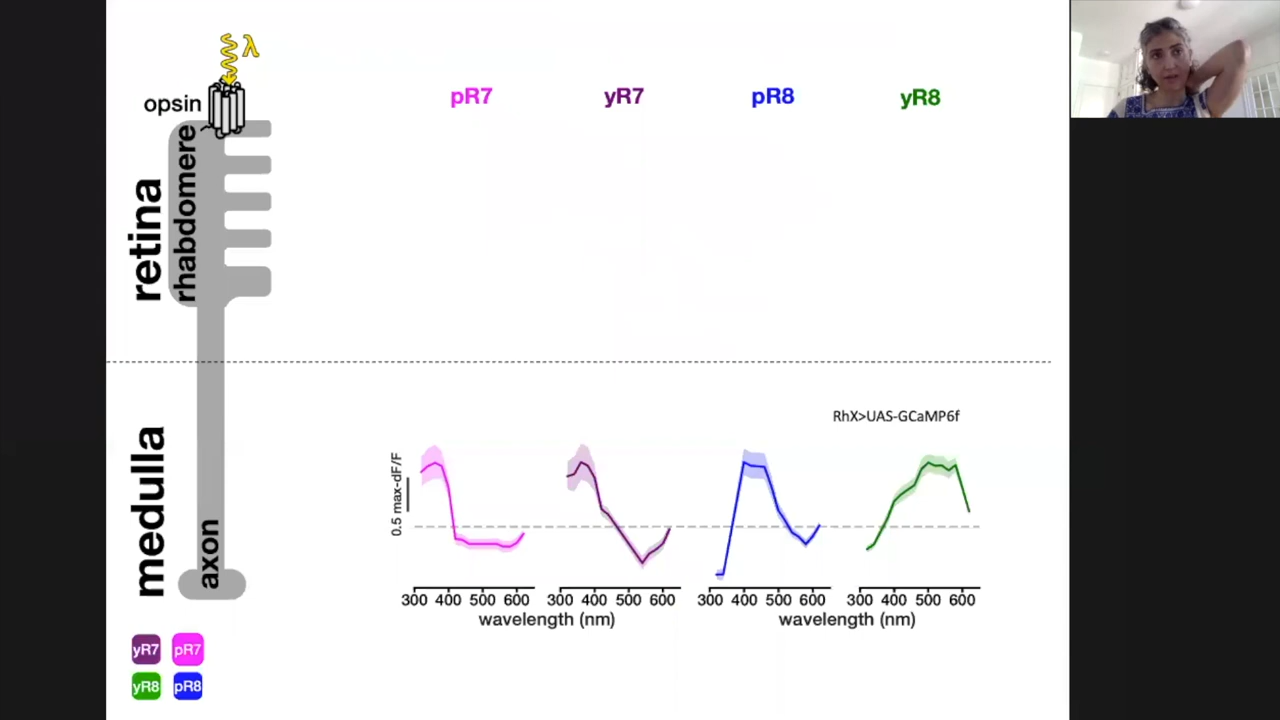 λ
opsin
pR7 yR7 pR8 yR8
retina
rhabdomere
RhX>UAS-GCaMP6f
medulla
axon
0.5 max-dF/F
300 400 500 600 300 400 500 600 300 400 500 600 300 400 500 600
wavelength (nm) wavelength (nm)
yR7 pR7
yR8 pR8